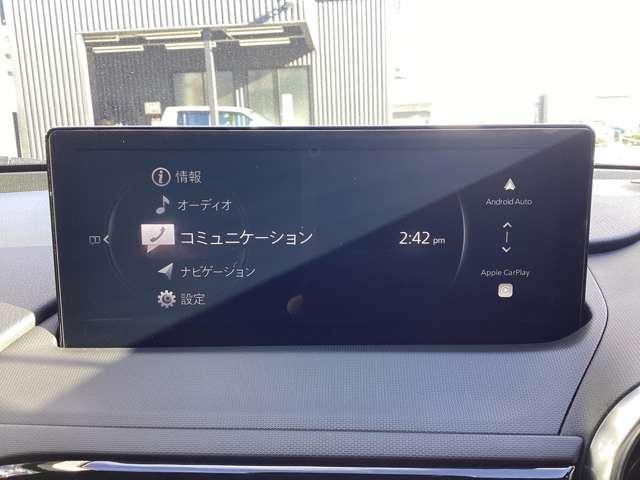 情報
オーディオ
コミュニケーション
ナビゲーション
設定
2:42 pm
Android Auto
Apple CarPlay